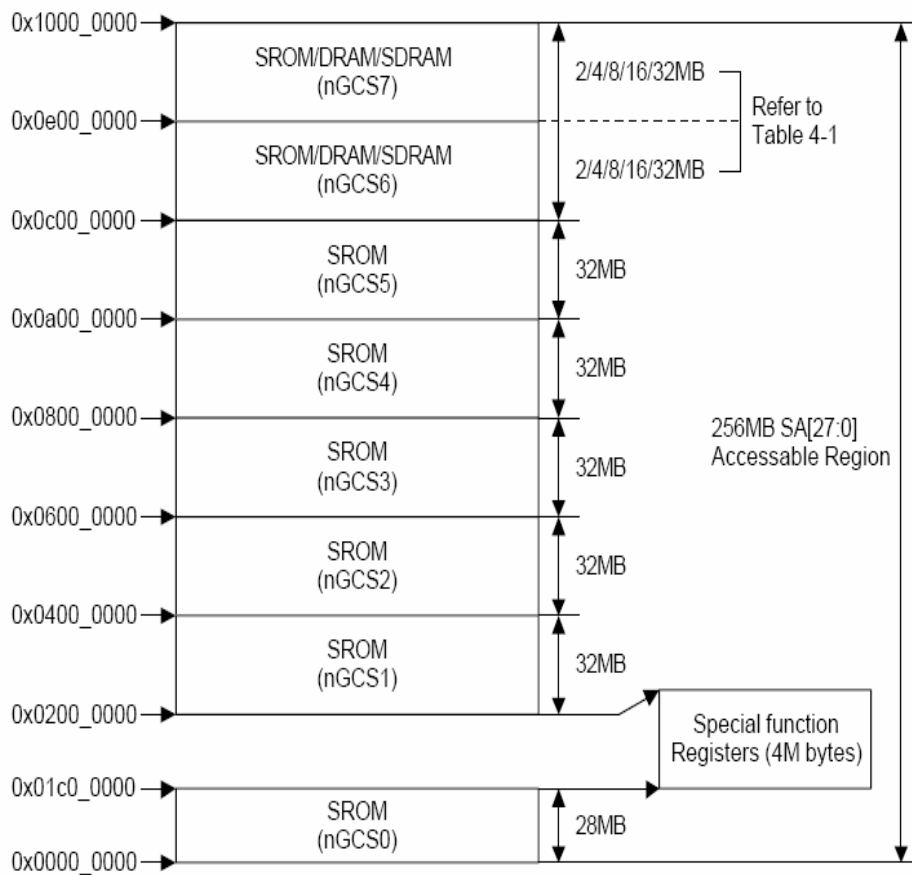 0x1000_0000
SROM/DRAM/SDRAM
(nGCS7)
2/4/8/16/32MB
Refer to
Table 4-1
0x0e00_0000
SROM/DRAM/SDRAM
(nGCS6)
2/4/8/16/32MB
0x0c00_0000
SROM
(nGCS5)
32MB
0x0a00_0000
SROM
(nGCS4)
32MB
0x0800_0000
256MB SA[27:0]
Accessable Region
SROM
(nGCS3)
32MB
0x0600_0000
SROM
(nGCS2)
32MB
0x0400_0000
SROM
(nGCS1)
32MB
0x0200_0000
Special function
Registers (4M bytes)
0x01c0_0000
SROM
(nGCS0)
28MB
0x0000_0000